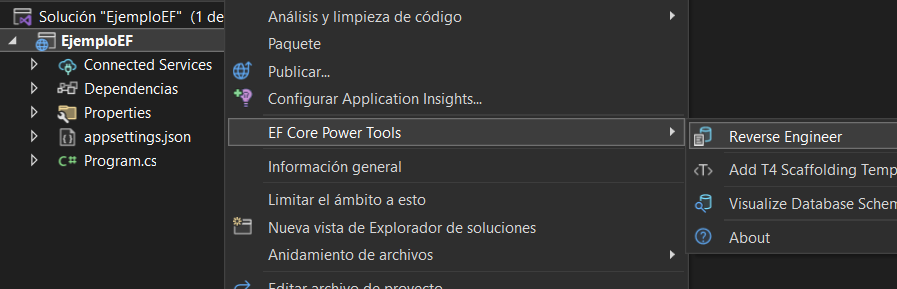 Solución "EjemploEF" (1 de
EjemploEF
Connected Services
Dependencias
Properties
appsettings.json
C# Program.cs
Análisis y limpieza de código
Paquete
Publicar...
Configurar Application Insights...
EF Core Power Tools
Información general
Limitar el ámbito a esto
Nueva vista de Explorador de soluciones
Anidamiento de archivos
Editar archivo de proyecto
Reverse Engineer
Add T4 Scaffolding Temp
Visualize Database Schem
About